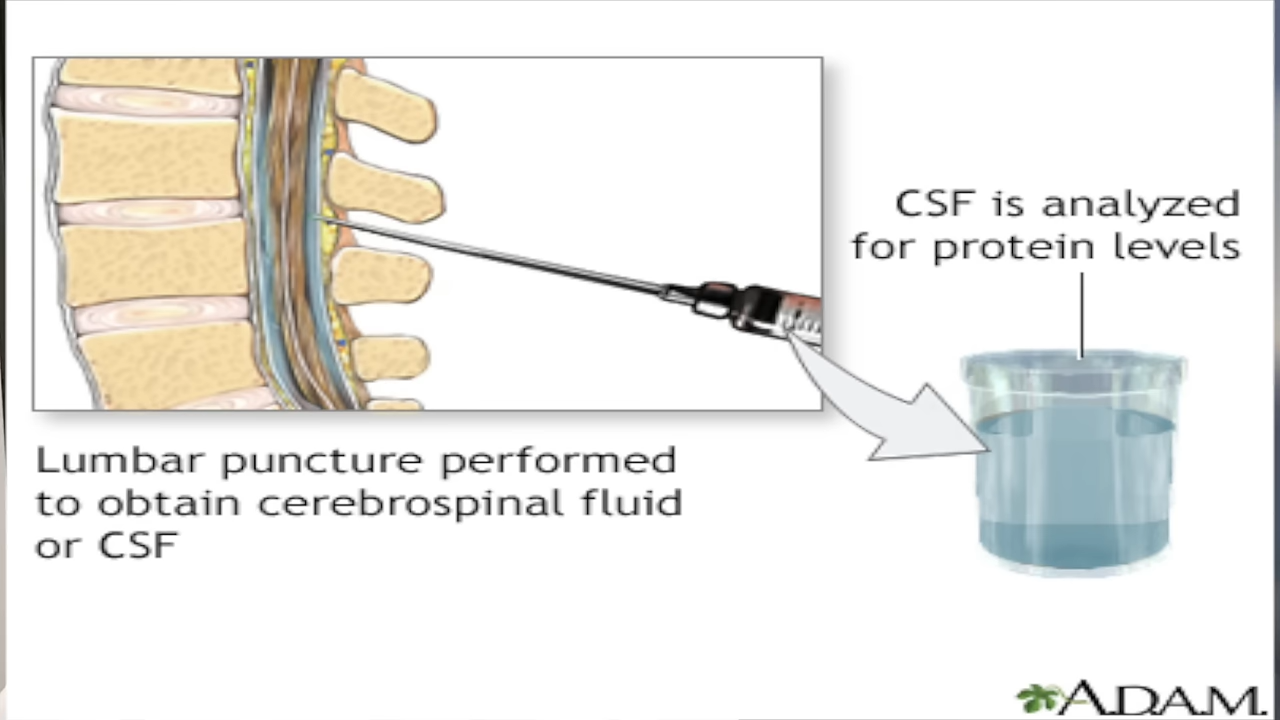 CSF is analyzed
for protein levels
Lumbar puncture performed
to obtain cerebrospinal fluid
or CSF
A.D.A.M.